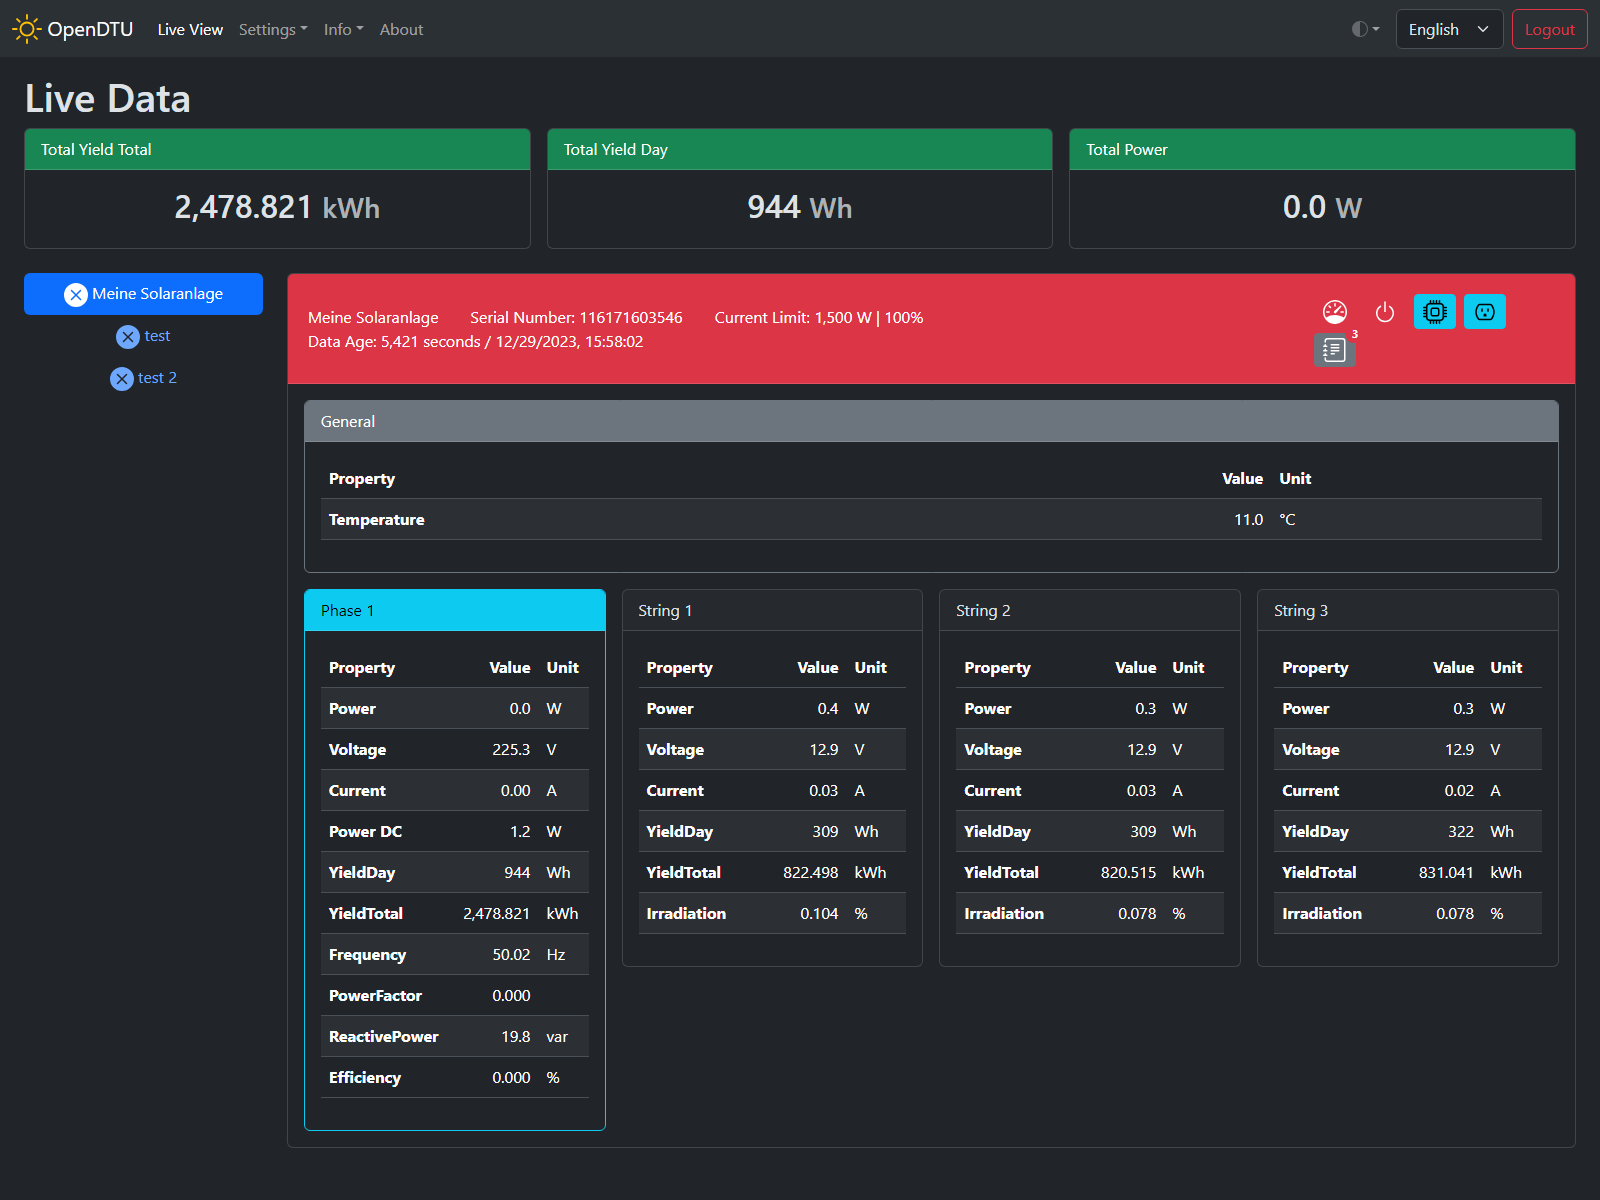 OpenDTU Live View Settings Info About English Logout
Live Data
Total Yield Total
2,478.821 kWh
Total Yield Day
944 Wh
Total Power
0.0 W
Meine Solaranlage
test
test 2
Meine Solaranlage Serial Number: 116171603546 Current Limit: 1,500 W | 100%
Data Age: 5,421 seconds / 12/29/2023, 15:58:02
3
General
Property Value Unit
Temperature 11.0 °C
Phase 1
Property Value Unit
Power 0.0 W
Voltage 225.3 V
Current 0.00 A
Power DC 1.2 W
YieldDay 944 Wh
YieldTotal 2,478.821 kWh
Frequency 50.02 Hz
PowerFactor 0.000
ReactivePower 19.8 var
Efficiency 0.000 %
String 1
Property Value Unit
Power 0.4 W
Voltage 12.9 V
Current 0.03 A
YieldDay 309 Wh
YieldTotal 822.498 kWh
Irradiation 0.104 %
String 2
Property Value Unit
Power 0.3 W
Voltage 12.9 V
Current 0.03 A
YieldDay 309 Wh
YieldTotal 820.515 kWh
Irradiation 0.078 %
String 3
Property Value Unit
Power 0.3 W
Voltage 12.9 V
Current 0.02 A
YieldDay 322 Wh
YieldTotal 831.041 kWh
Irradiation 0.078 %